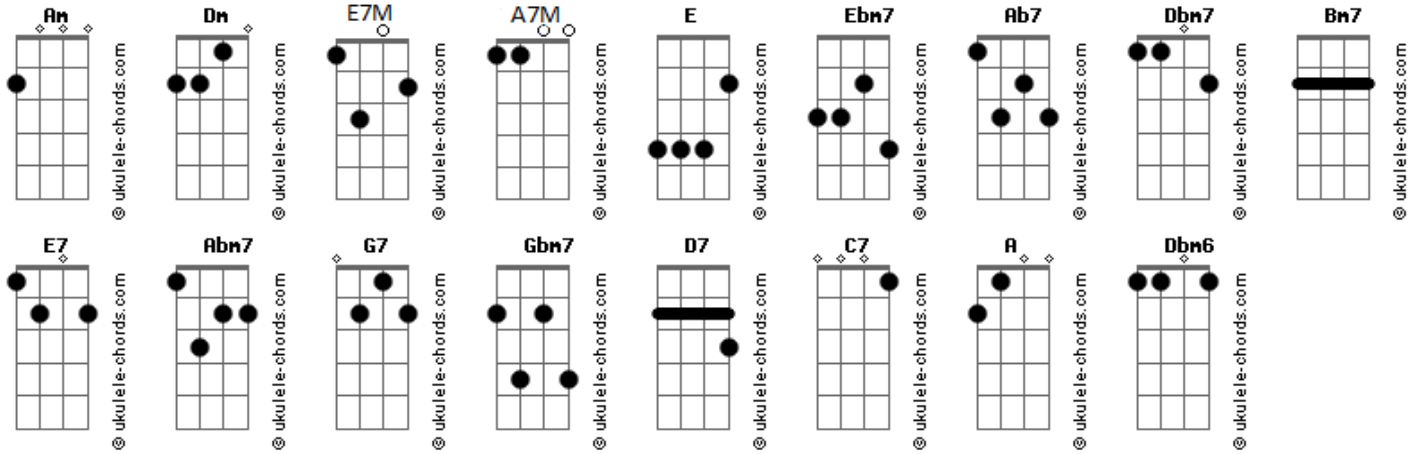 Am Dm E7M A7M E Ebm7 Ab7 Dbm7 Bm7
© ukulele-chords.com © ukulele-chords.com © ukulele-chords.com © ukulele-chords.com © ukulele-chords.com © ukulele-chords.com © ukulele-chords.com © ukulele-chords.com © ukulele-chords.com
E7 Abm7 G7 Gbm7 D7 C7 A Dbm6
© ukulele-chords.com © ukulele-chords.com © ukulele-chords.com © ukulele-chords.com © ukulele-chords.com © ukulele-chords.com © ukulele-chords.com © ukulele-chords.com